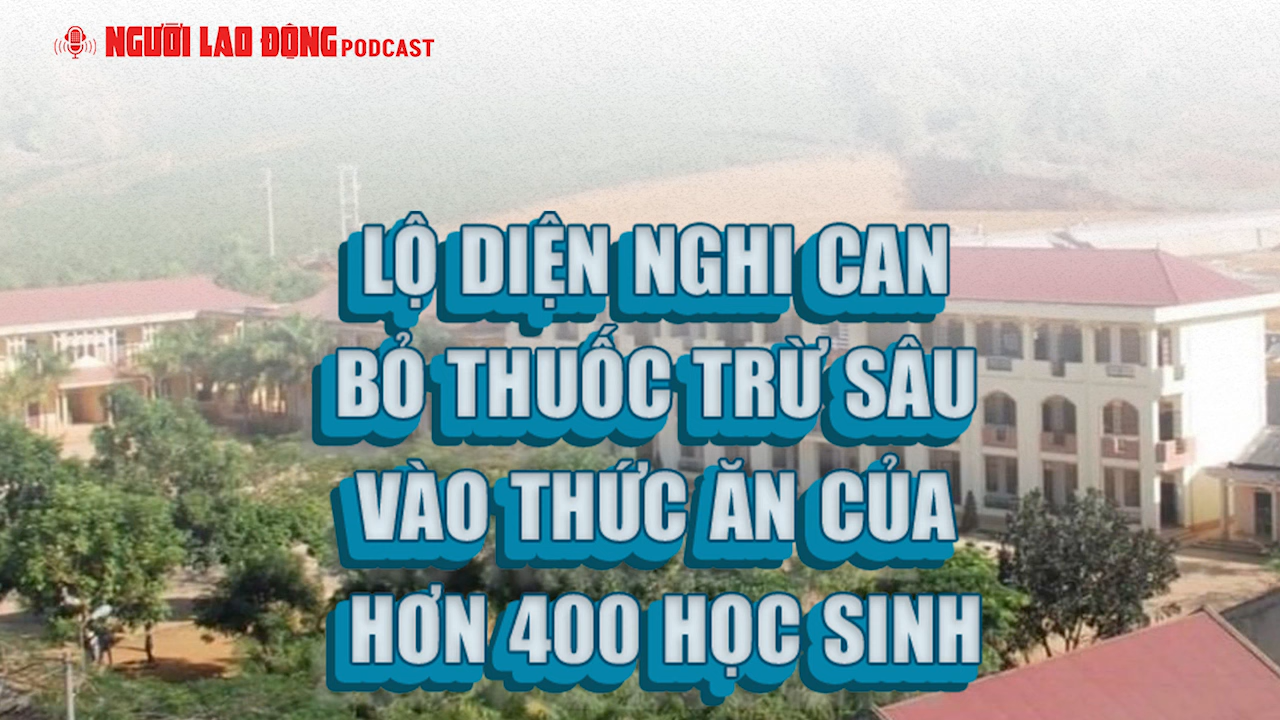 NGƯỜI LAO ĐỘNG PODCAST
LỘ DIỆN NGHI CAN
BỎ THUỐC TRỪ SÂU
VÀO THỨC ĂN CỦA
HƠN 400 HỌC SINH